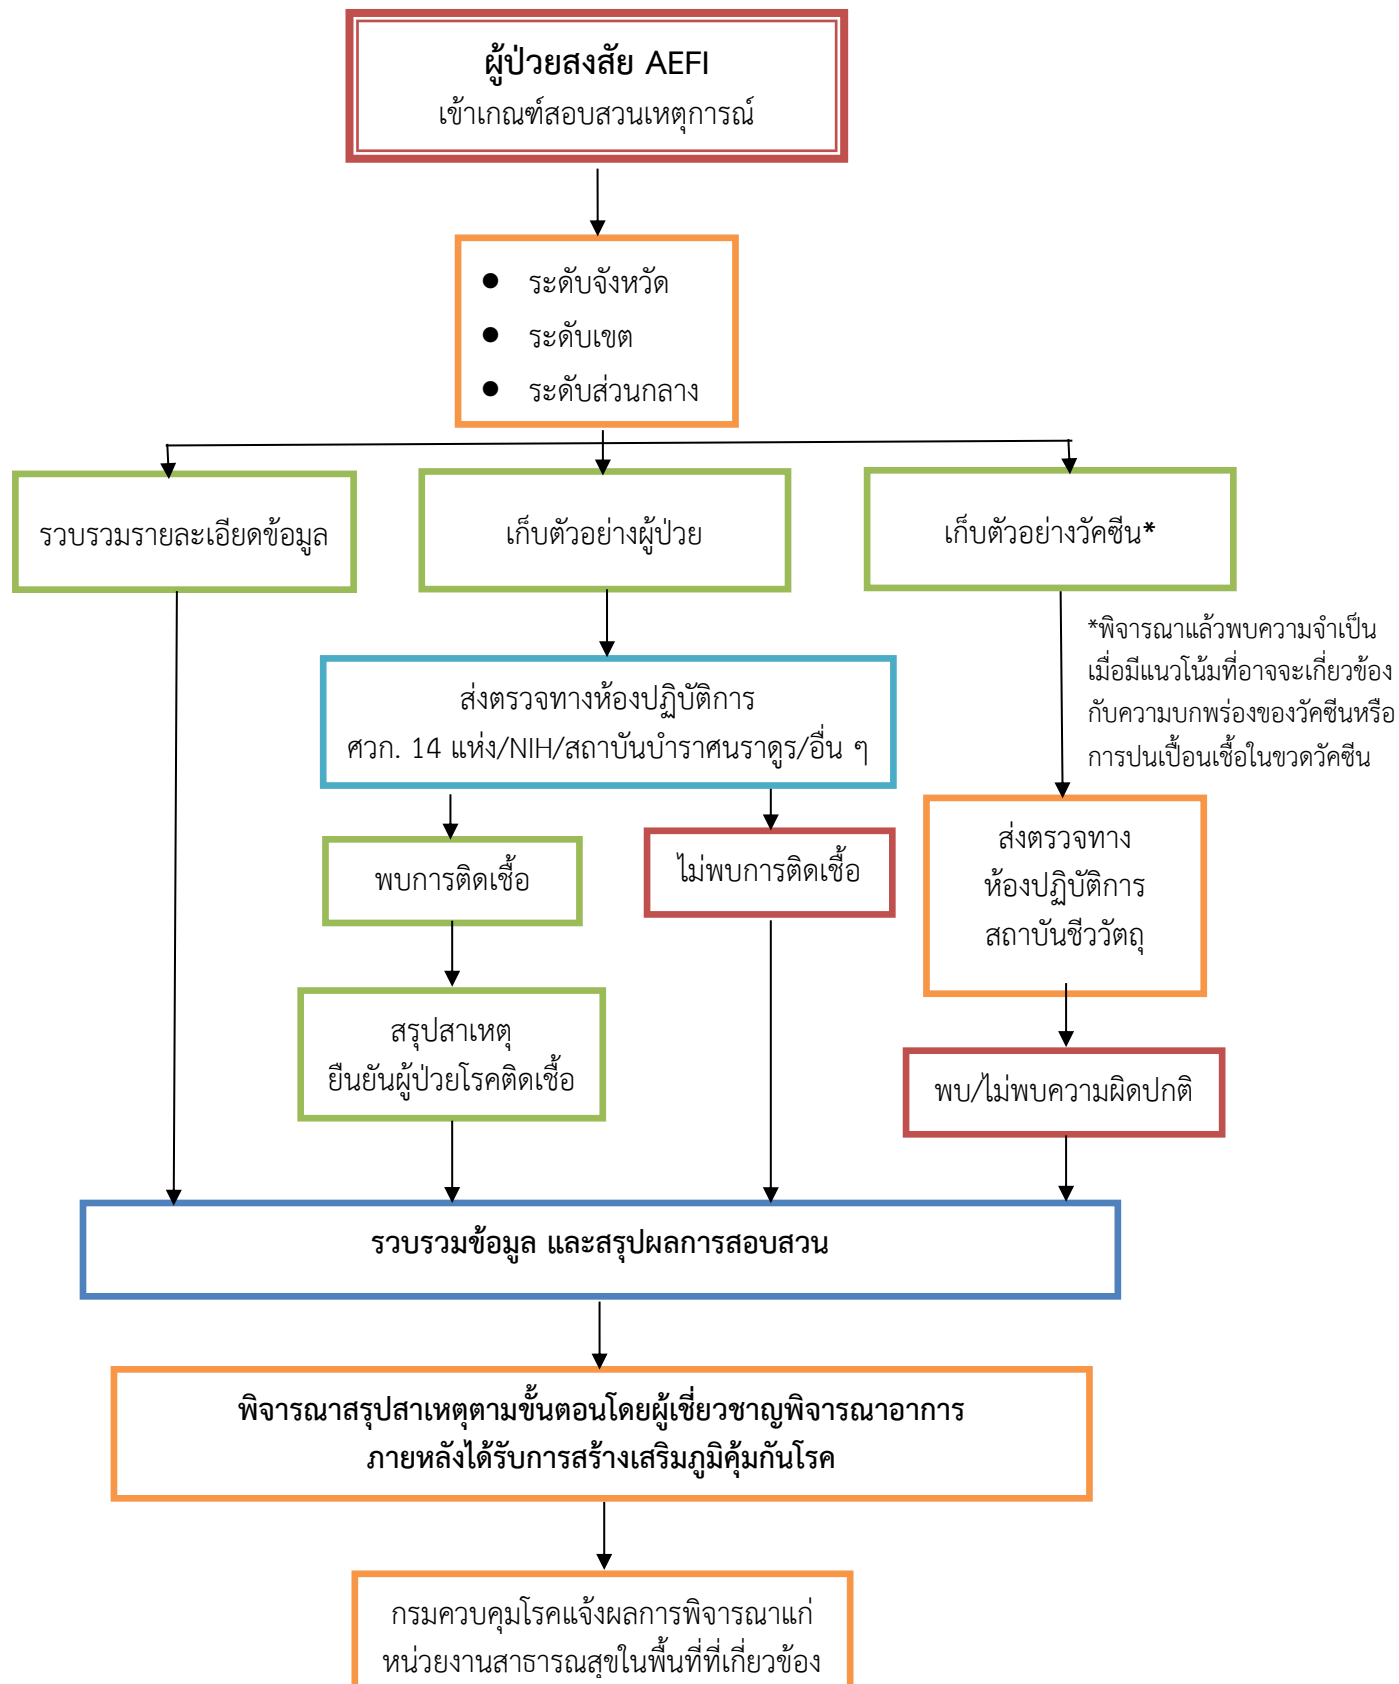 ผู้ป่วยสงสัย AEFI
เข้าเกณฑ์สอบสวนเหตุการณ์
● ระดับจังหวัด
● ระดับเขต
● ระดับส่วนกลาง
รวบรวมรายละเอียดข้อมูล
เก็บตัวอย่างผู้ป่วย
เก็บตัวอย่างวัคซีน*
*พิจารณาแล้วพบความจำเป็น
เมื่อมีแนวโน้มที่อาจจะเกี่ยวข้อง
กับความบกพร่องของวัคซีนหรือ
การปนเปื้อนเชื้อในขวดวัคซีน
ส่งตรวจทางห้องปฏิบัติการ
ศวก. 14 แห่ง/NIH/สถาบันบำราศนราดูร/อื่น ๆ
พบการติดเชื้อ
ไม่พบการติดเชื้อ
ส่งตรวจทาง
ห้องปฏิบัติการ
สถาบันชีววัตถุ
สรุปสาเหตุ
ยืนยันผู้ป่วยโรคติดเชื้อ
พบ/ไม่พบความผิดปกติ
รวบรวมข้อมูล และสรุปผลการสอบสวน
พิจารณาสรุปสาเหตุตามขั้นตอนโดยผู้เชี่ยวชาญพิจารณาอาการ
ภายหลังได้รับการสร้างเสริมภูมิคุ้มกันโรค
กรมควบคุมโรคแจ้งผลการพิจารณาแก่
หน่วยงานสาธารณสุขในพื้นที่ที่เกี่ยวข้อง